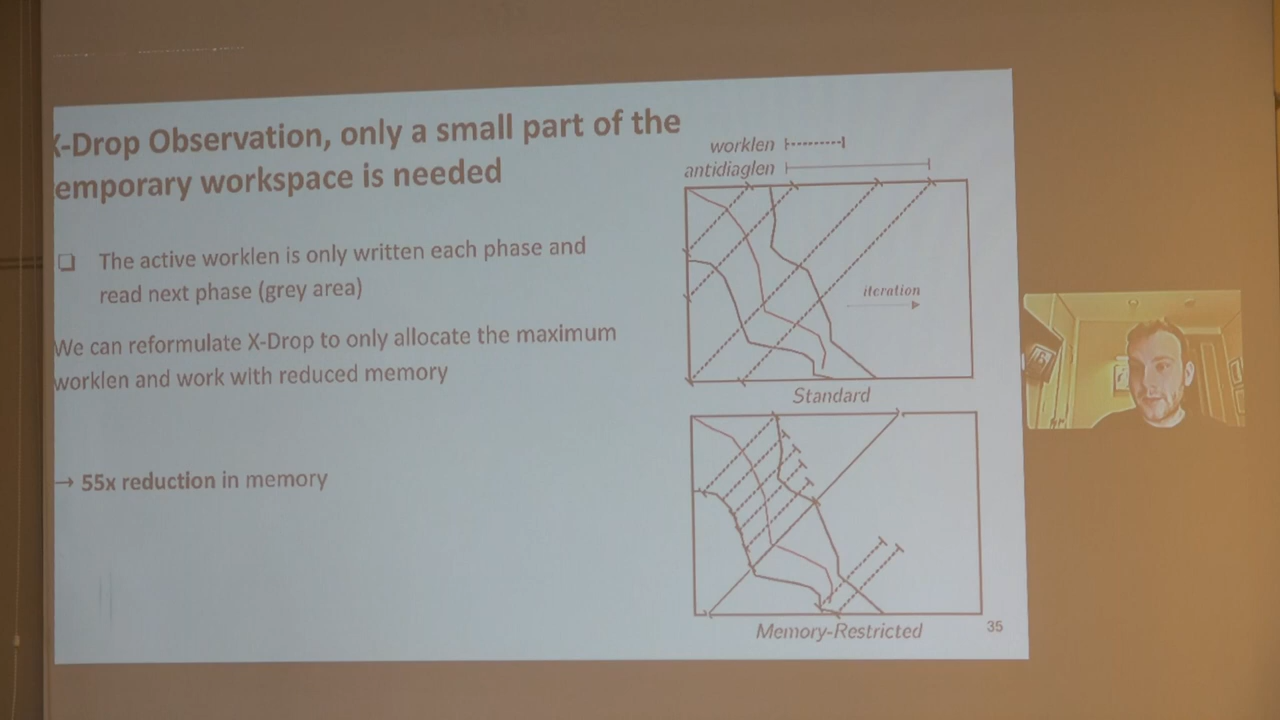 X-Drop Observation, only a small part of the
emporary workspace is needed
❑ The active worklen is only written each phase and
read next phase (grey area)
We can reformulate X-Drop to only allocate the maximum
worklen and work with reduced memory
→ 55x reduction in memory
worklen
antidiaglen
iteration
Standard
Memory-Restricted
35